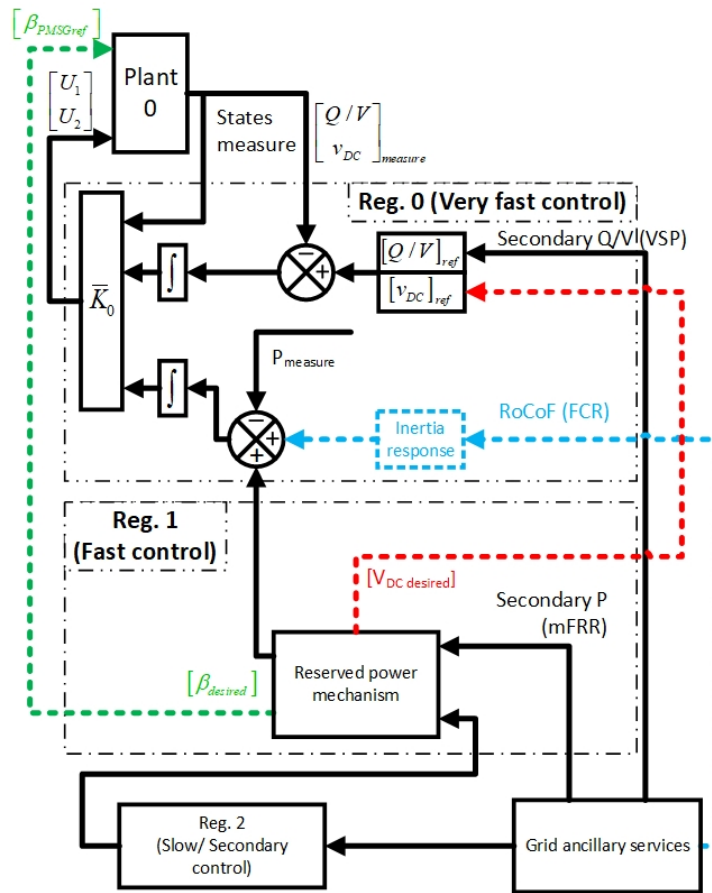 [β_PMSGref]
Plant
0
[U_1
U_2]
States
measure
[Q / V
v_DC]_measure
Reg. 0 (Very fast control)
Secondary Q/V (VSP)
− +
[Q / V]_ref
[v_DC]_ref
∫
K̄_0
P_measure
∫
− + +
Inertia
response
RoCoF (FCR)
Reg. 1
(Fast control)
[V_DC desired]
Secondary P
(mFRR)
Reserved power
mechanism
[β_desired]
Reg. 2
(Slow/ Secondary
control)
Grid ancillary services